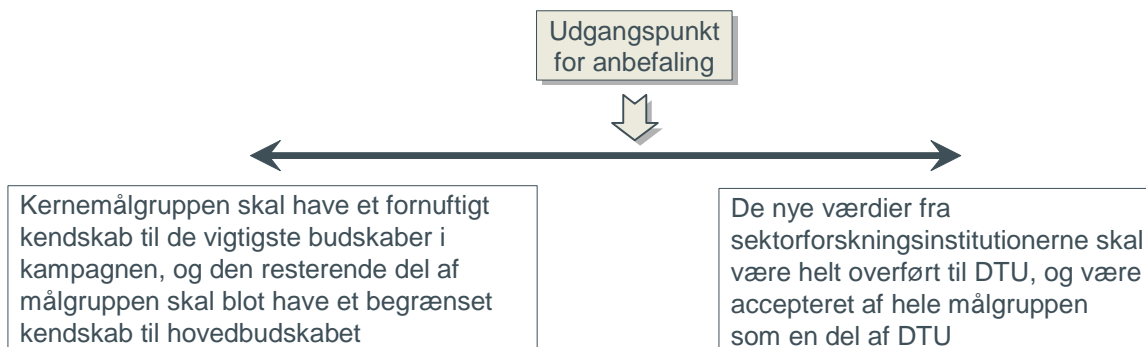 Udgangspunkt
for anbefaling
Kernemålgruppen skal have et fornuftigt
kendskab til de vigtigste budskaber i
kampagnen, og den resterende del af
målgruppen skal blot have et begrænset
kendskab til hovedbudskabet
De nye værdier fra
sektorforskningsinstitutionerne skal
være helt overført til DTU, og være
accepteret af hele målgruppen
som en del af DTU